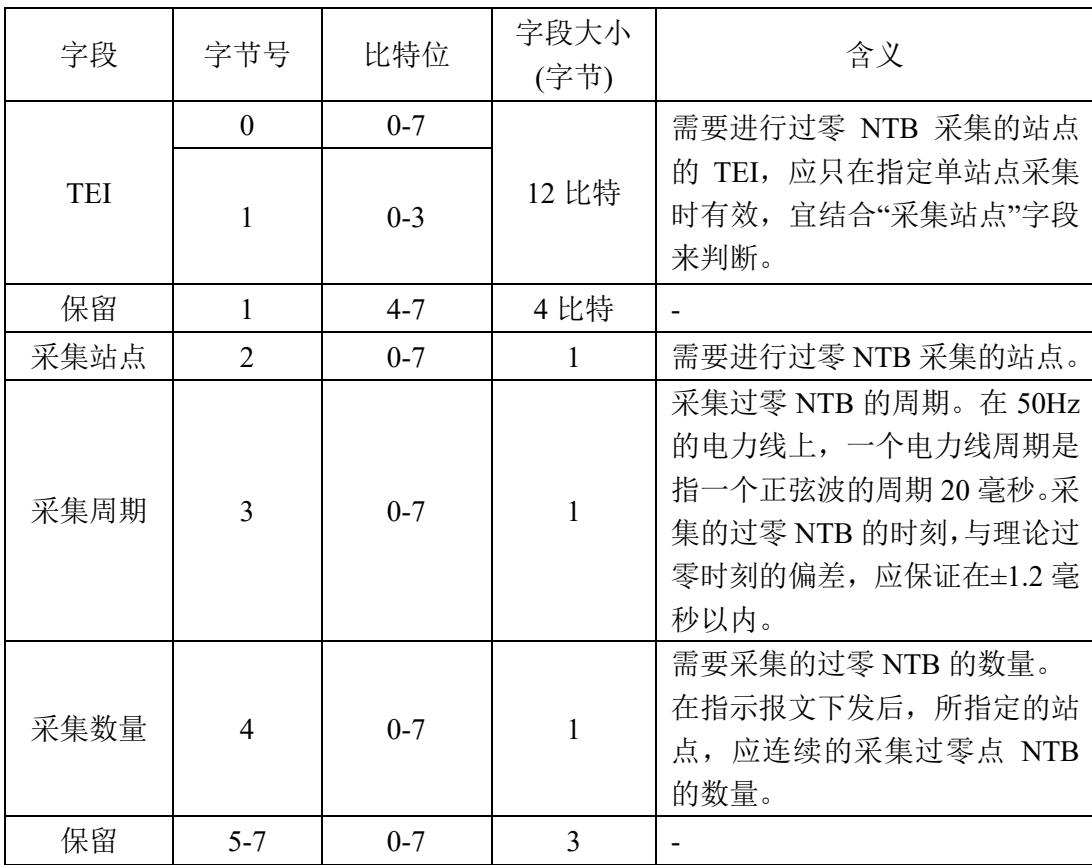 字段 字节号 比特位 字段大小 含义
(字节)
TEI 0 0-7 12 比特 需要进行过零 NTB 采集的站点
1 0-3 的 TEI，应只在指定单站点采集
时有效，宜结合“采集站点”字段
来判断。
保留 1 4-7 4 比特 -
采集站点 2 0-7 1 需要进行过零 NTB 采集的站点。
采集周期 3 0-7 1 采集过零 NTB 的周期。在 50Hz
的电力线上，一个电力线周期是
指一个正弦波的周期 20 毫秒。采
集的过零 NTB 的时刻，与理论过
零时刻的偏差，应保证在±1.2 毫
秒以内。
采集数量 4 0-7 1 需要采集的过零 NTB 的数量。
在指示报文下发后，所指定的站
点，应连续的采集过零点 NTB
的数量。
保留 5-7 0-7 3 -